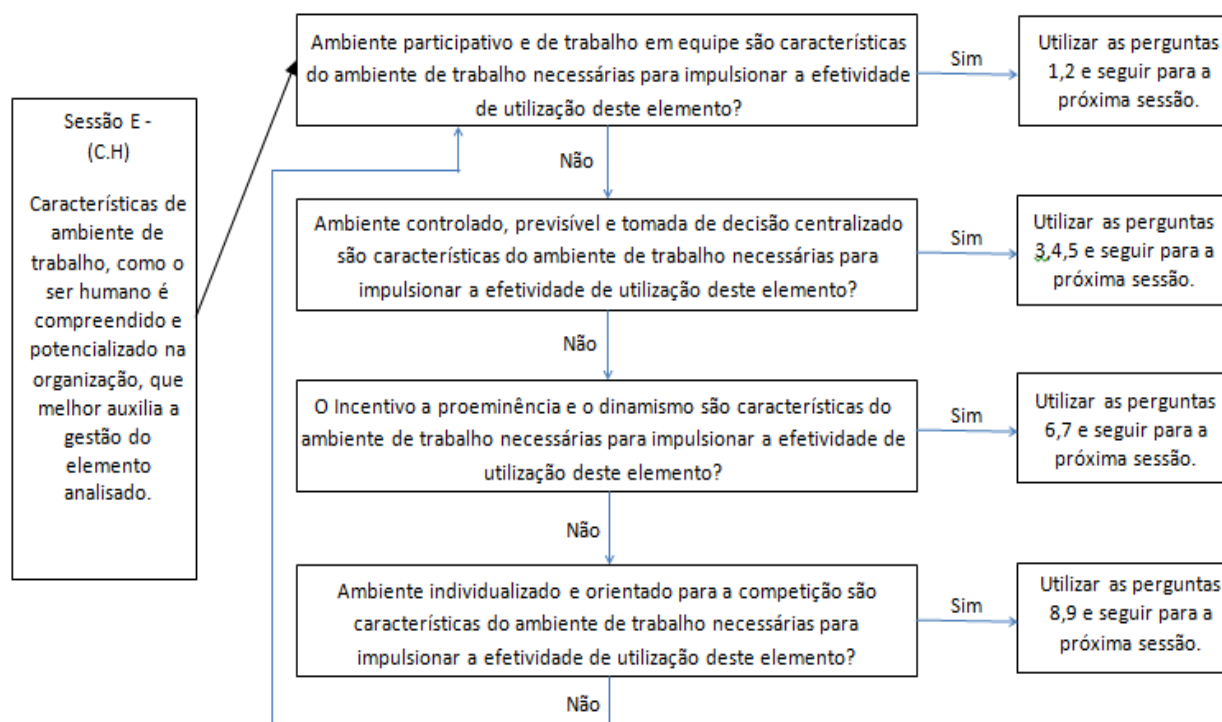 Sessão E -
(C.H)
Características de
ambiente de
trabalho, como o
ser humano é
compreendido e
potencializado na
organização, que
melhor auxilia a
gestão do
elemento
analisado.
Ambiente participativo e de trabalho em equipe são características
do ambiente de trabalho necessárias para impulsionar a efetividade
de utilização deste elemento?
Sim
Utilizar as perguntas
1,2 e seguir para a
próxima sessão.
Não
Ambiente controlado, previsível e tomada de decisão centralizado
são características do ambiente de trabalho necessárias para
impulsionar a efetividade de utilização deste elemento?
Sim
Utilizar as perguntas
3,4,5 e seguir para a
próxima sessão.
Não
O Incentivo a proeminência e o dinamismo são características do
ambiente de trabalho necessárias para impulsionar a efetividade de
utilização deste elemento?
Sim
Utilizar as perguntas
6,7 e seguir para a
próxima sessão.
Não
Ambiente individualizado e orientado para a competição são
características do ambiente de trabalho necessárias para
impulsionar a efetividade de utilização deste elemento?
Sim
Utilizar as perguntas
8,9 e seguir para a
próxima sessão.
Não